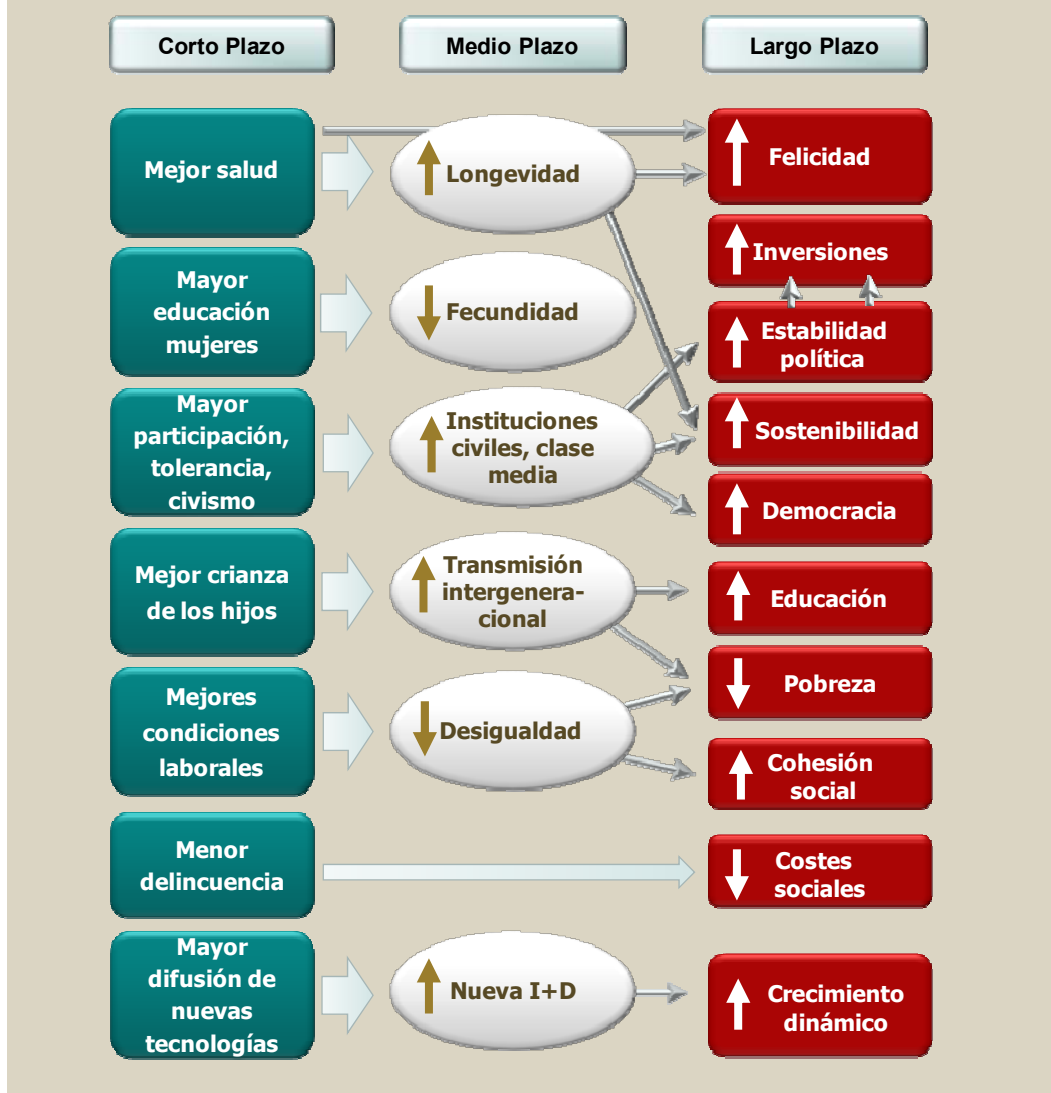 Corto Plazo
Medio Plazo
Largo Plazo
Mejor salud
Longevidad
Felicidad
Inversiones
Mayor
educación
mujeres
Fecundidad
Estabilidad
política
Mayor
participación,
tolerancia,
civismo
Instituciones
civiles, clase
media
Sostenibilidad
Democracia
Mejor crianza
de los hijos
Transmisión
intergenera-
cional
Educación
Pobreza
Mejores
condiciones
laborales
Desigualdad
Cohesión
social
Menor
delincuencia
Costes
sociales
Mayor
difusión de
nuevas
tecnologías
Nueva I+D
Crecimiento
dinámico